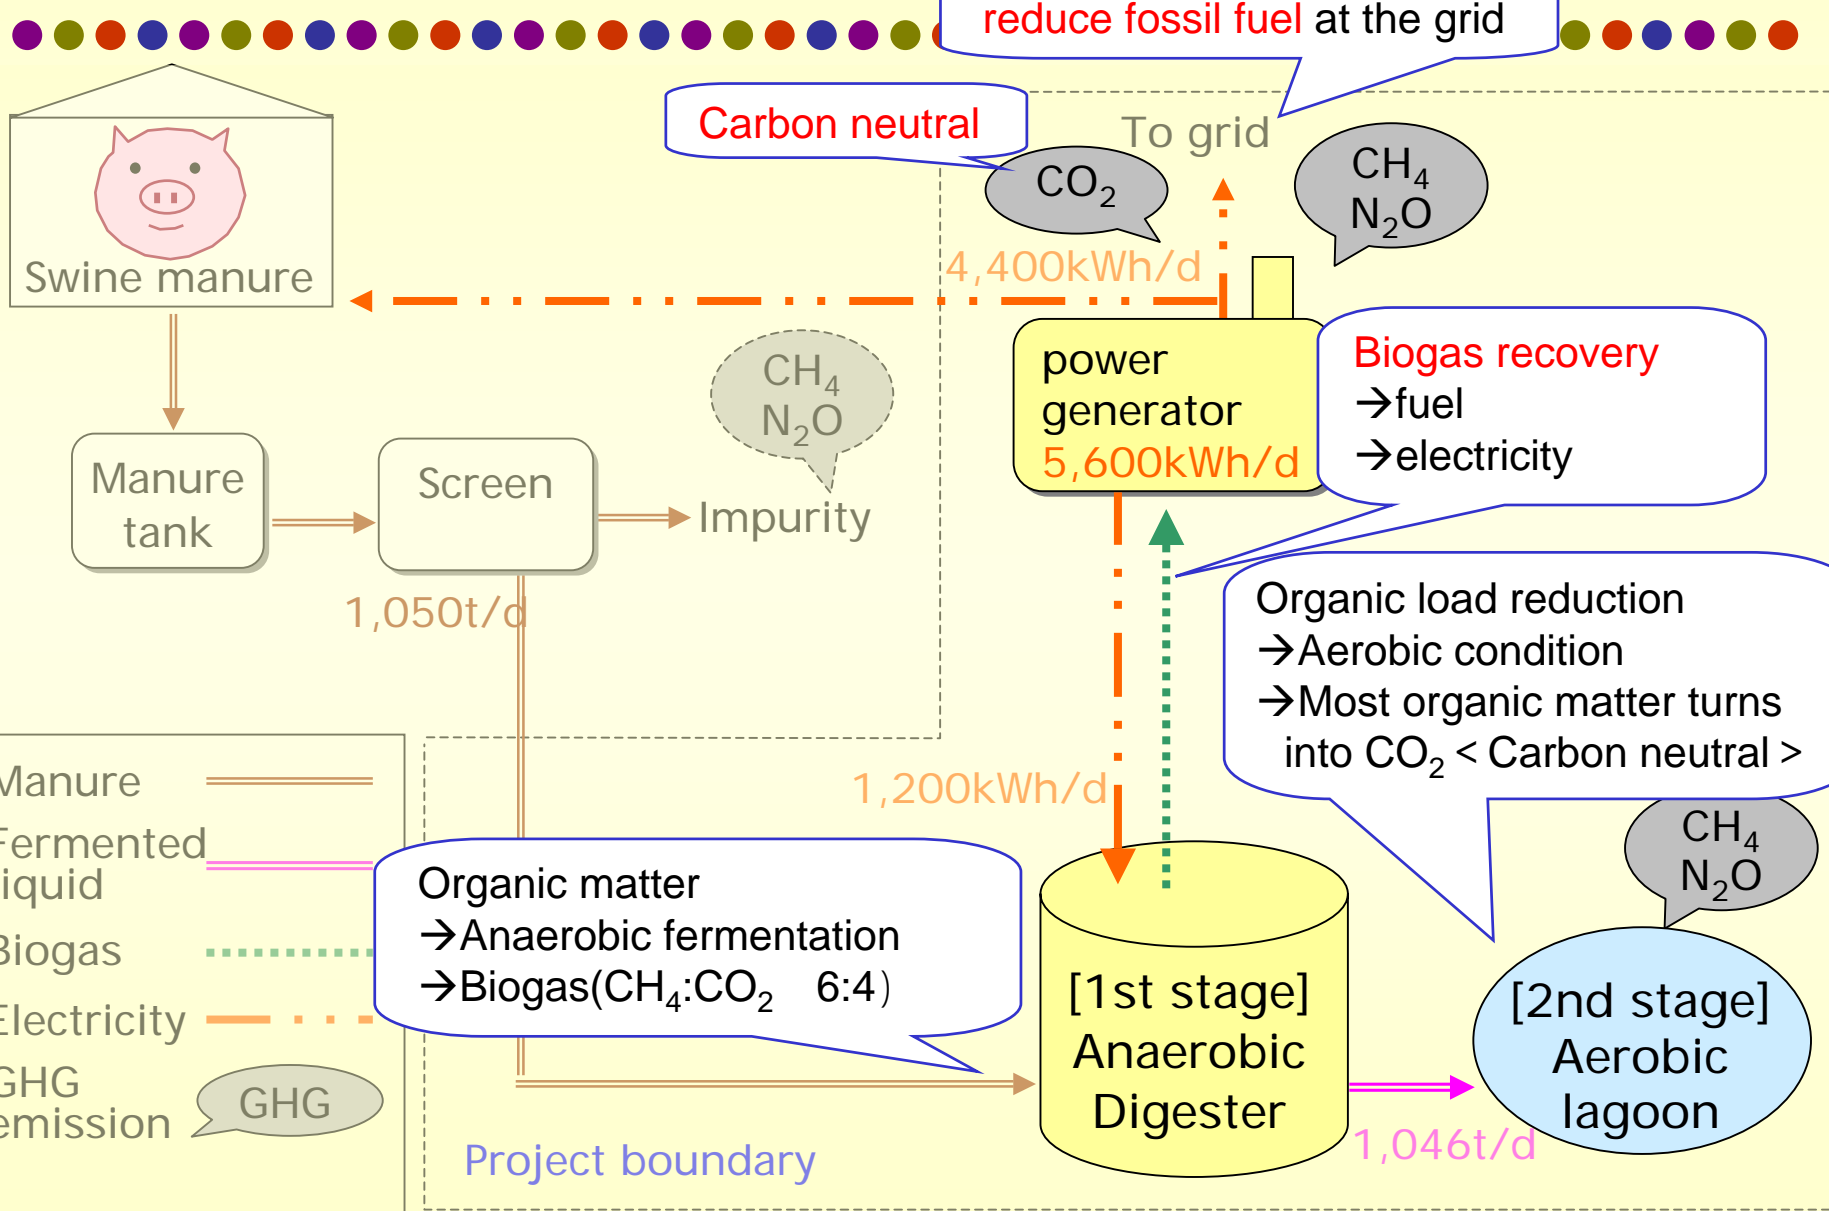 reduce fossil fuel at the grid
Carbon neutral
To grid
CO2
CH4
N2O
Swine manure
4,400kWh/d
CH4
N2O
power
generator
5,600kWh/d
Biogas recovery
→fuel
→electricity
Manure
tank
Screen
Impurity
1,050t/d
Organic load reduction
→Aerobic condition
→Most organic matter turns
into CO2 < Carbon neutral >
1,200kWh/d
CH4
N2O
Manure
Fermented
liquid
Biogas
Electricity
GHG
emission
GHG
Organic matter
→Anaerobic fermentation
→Biogas(CH4:CO2 6:4)
[1st stage]
Anaerobic
Digester
[2nd stage]
Aerobic
lagoon
1,046t/d
Project boundary